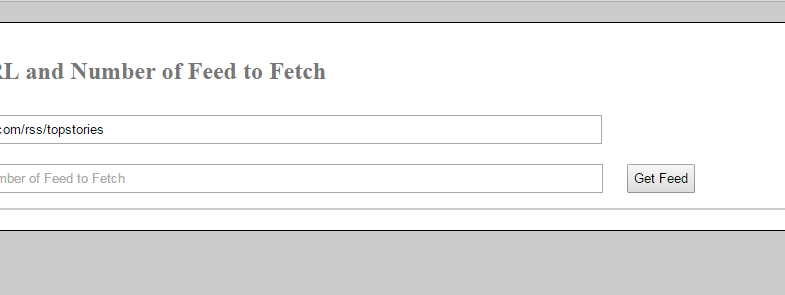 RL and Number of Feed to Fetch
com/rss/topstories
mber of Feed to Fetch
Get Feed